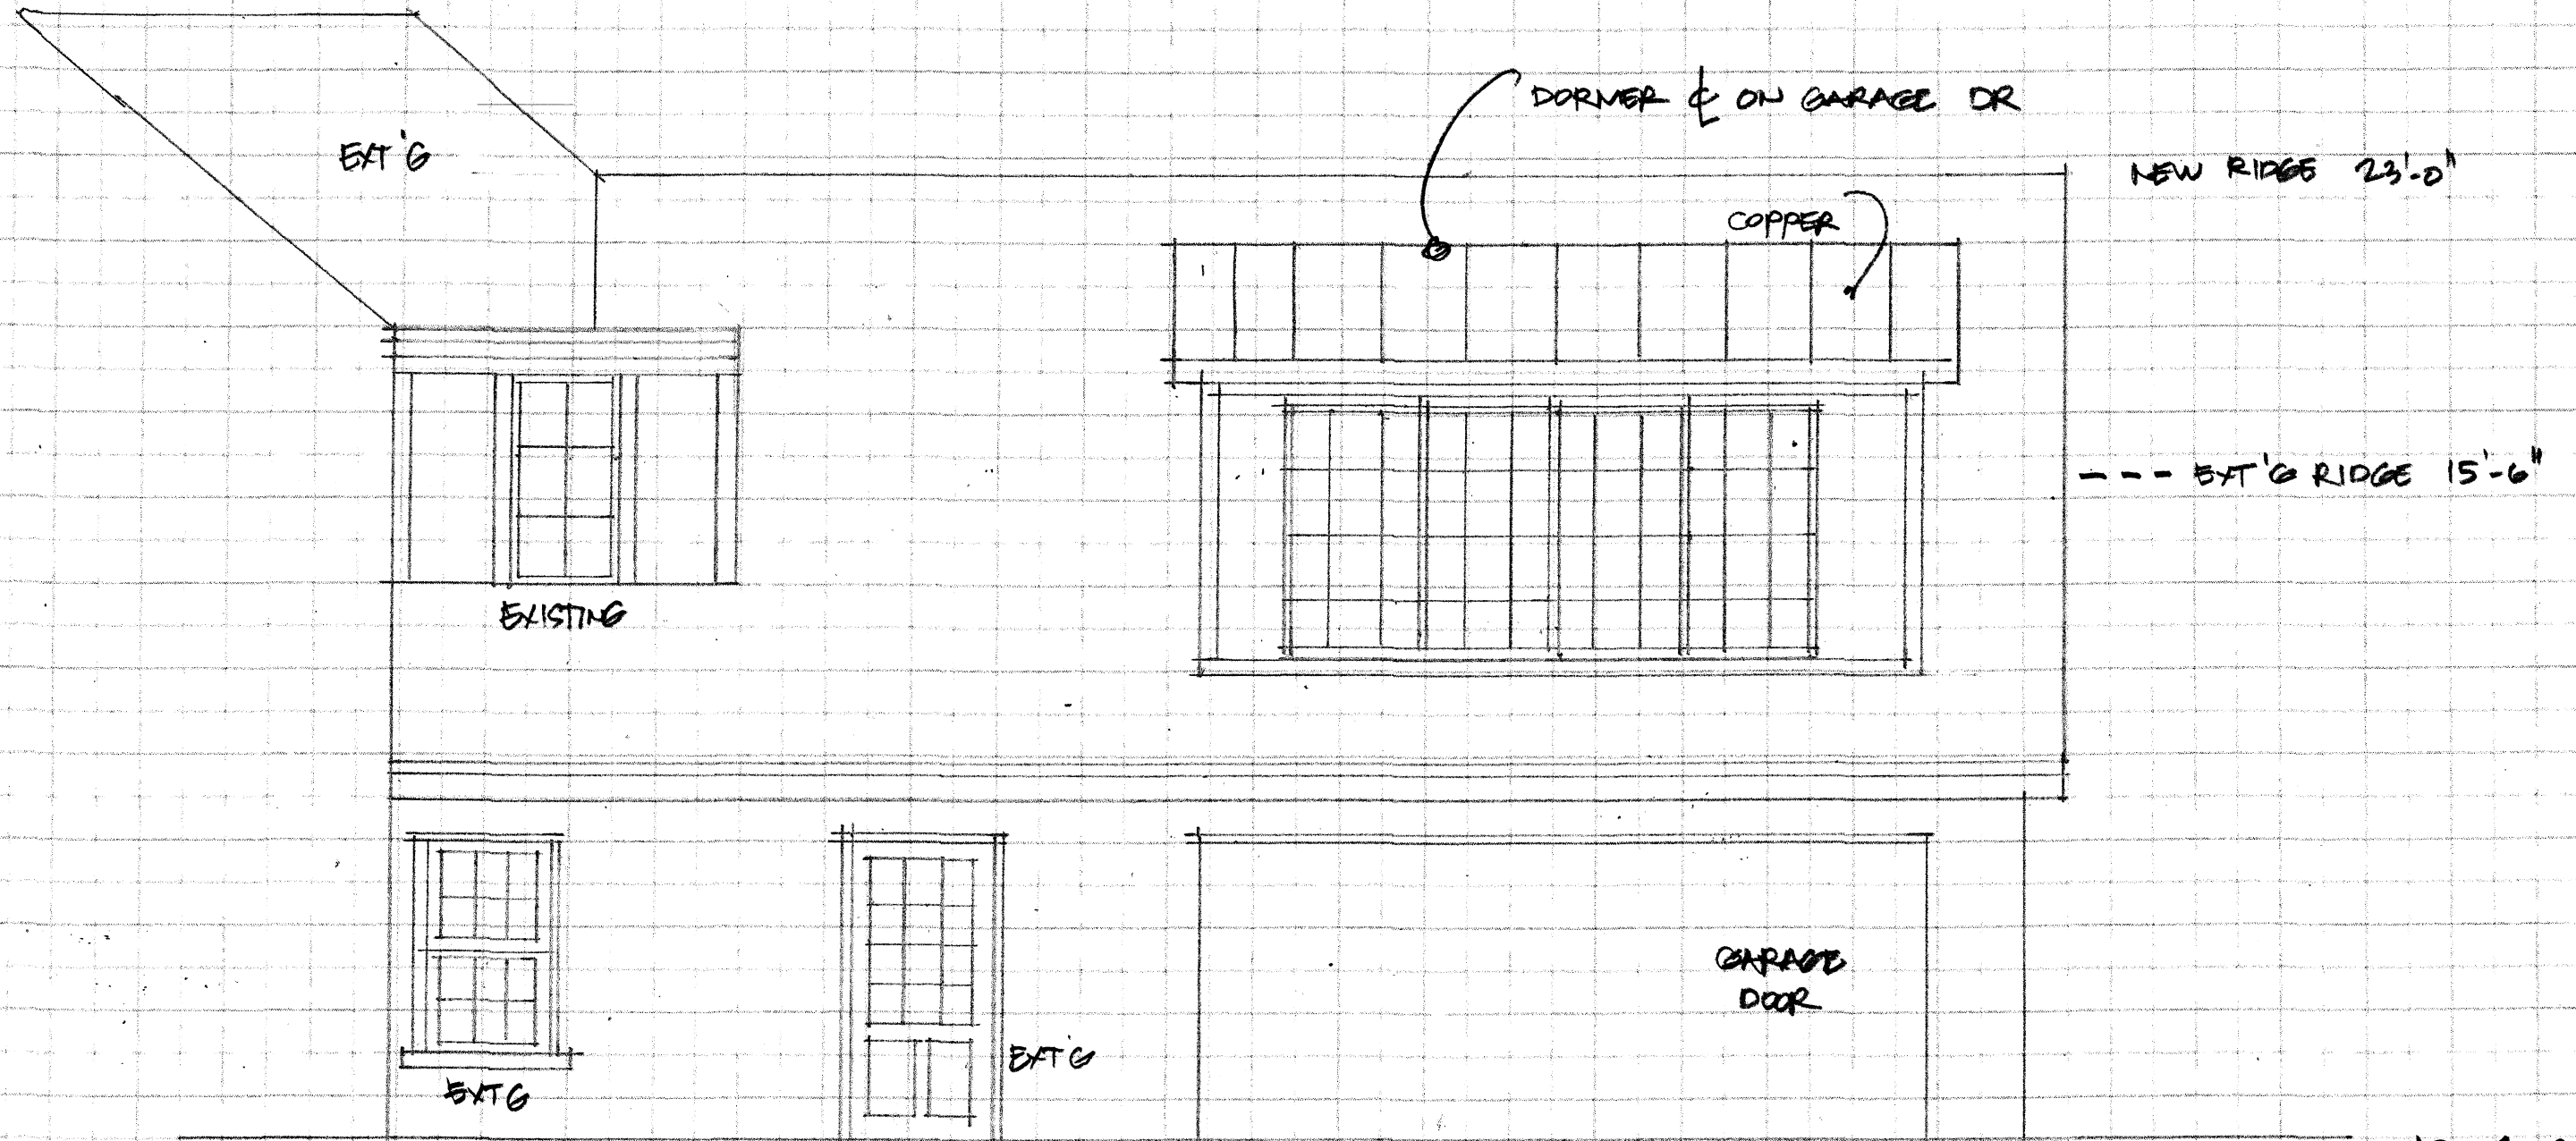 DORMER ℄ ON GARAGE DR
EXT'G
NEW RIDGE 23'-0"
COPPER
--- EXT'G RIDGE 15'-6"
EXISTING
GARAGE
DOOR
EXT'G
EXTG